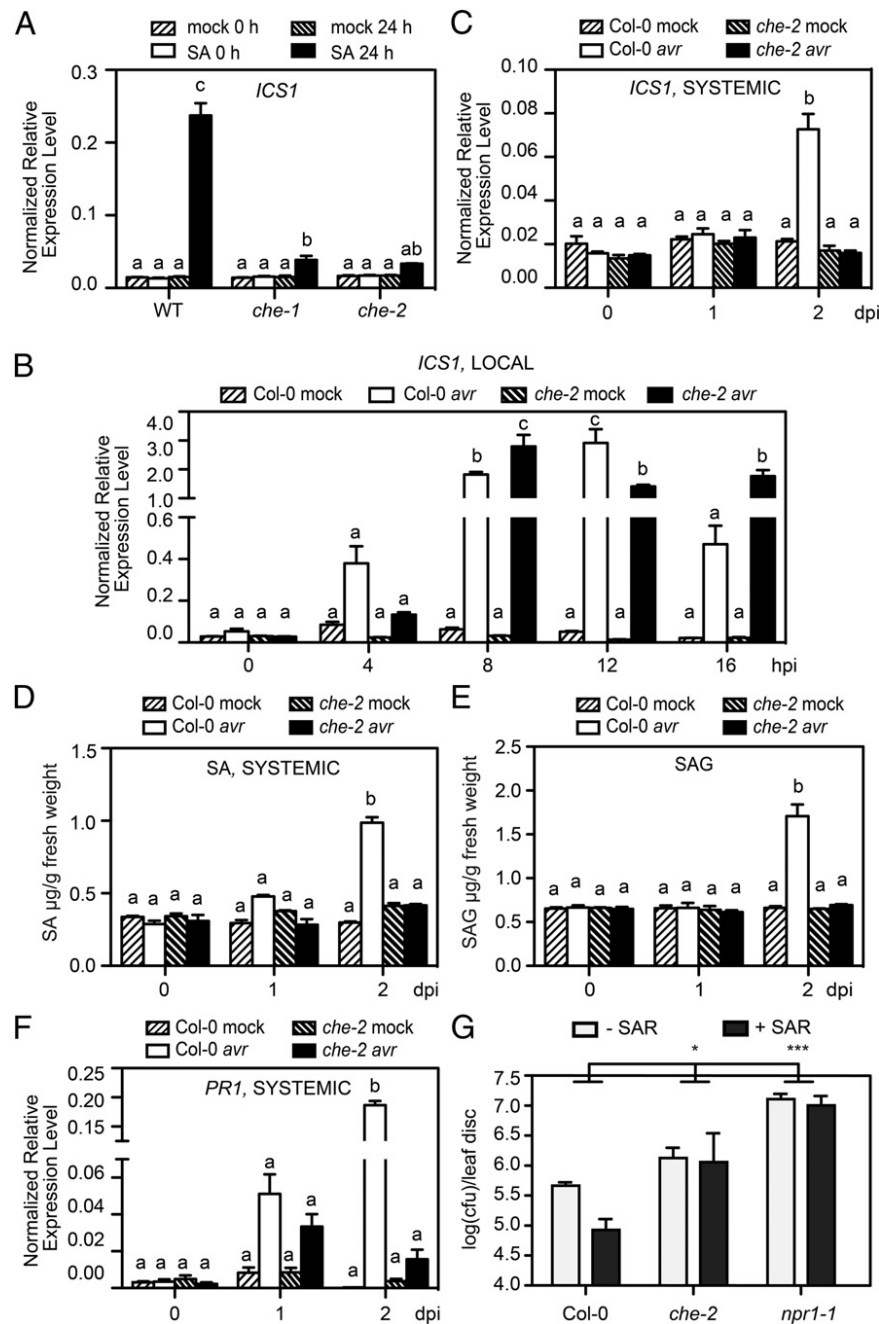 A
mock 0 h mock 24 h
SA 0 h SA 24 h
Normalized Relative
Expression Level
ICS1
0.3
0.2
0.1
0.0
a a a c
a a a b
a a a ab
WT che-1 che-2
C
Col-0 mock che-2 mock
Col-0 avr che-2 avr
Normalized Relative
Expression Level
ICS1, SYSTEMIC
0.10
0.08
0.06
0.04
0.02
0.00
a a a a
a a a a
a b a a
0 1 2 dpi
B
ICS1, LOCAL
Col-0 mock Col-0 avr che-2 mock che-2 avr
Normalized Relative
Expression Level
4.0
3.0
2.0
1.0
0.6
0.4
0.2
0.0
a a a a
a a a a
a b a c
a c a b
a a a b
0 4 8 12 16 hpi
D
Col-0 mock che-2 mock
Col-0 avr che-2 avr
SA µg/g fresh weight
SA, SYSTEMIC
1.5
1.0
0.5
0.0
a a a a
a a a a
a b a a
0 1 2 dpi
E
Col-0 mock che-2 mock
Col-0 avr che-2 avr
SAG µg/g fresh weight
SAG
2.5
2.0
1.5
1.0
0.5
0.0
a a a a
a a a a
a b a a
0 1 2 dpi
F
Col-0 mock che-2 mock
Col-0 avr che-2 avr
Normalized Relative
Expression Level
PR1, SYSTEMIC
0.25
0.20
0.15
0.06
0.04
0.02
0.00
a a a a
a a a a
a b a a
0 1 2 dpi
G
- SAR + SAR
* ***
log(cfu)/leaf disc
7.0
6.5
6.0
5.5
5.0
4.5
4.0
Col-0 che-2 npr1-1